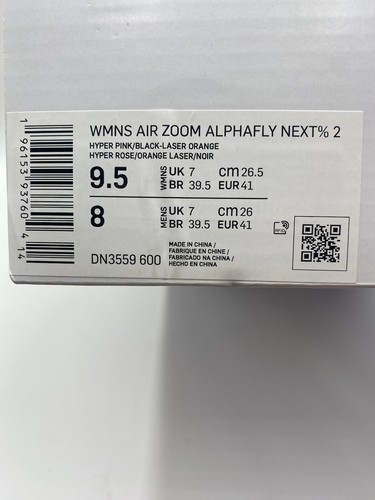 WMNS AIR ZOOM ALPHAFLY NEXT% 2
HYPER PINK/BLACK-LASER ORANGE
HYPER ROSE/ORANGE LASER/NOIR
9.5 WMNS UK 7 cm 26.5
BR 39.5 EUR 41
8 MENS UK 7 cm 26
BR 39.5 EUR 41
DN3559 600
MADE IN CHINA /
FABRIQUE EN CHINE /
FABRICADO NA CHINA /
HECHO EN CHINA
RFID
1 96153 93760 4 14